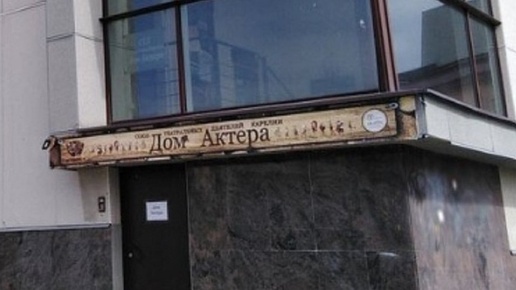 СОЮЗ ТЕАТРАЛЬНЫХ ДЕЯТЕЛЕЙ КАРЕЛИИ
Дом Актера